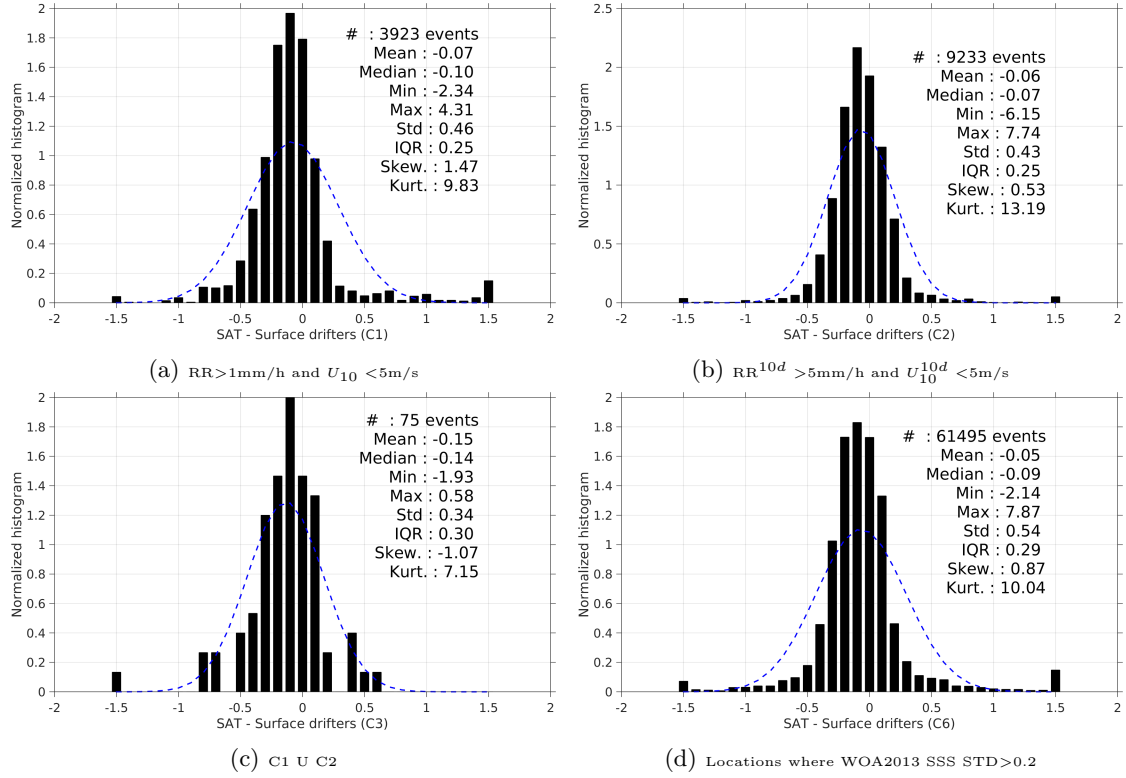 2
1.8
1.6
1.4
1.2
1
0.8
0.6
0.4
0.2
0
Normalized histogram
# : 3923 events
Mean : -0.07
Median : -0.10
Min : -2.34
Max : 4.31
Std : 0.46
IQR : 0.25
Skew. : 1.47
Kurt. : 9.83
-2 -1.5 -1 -0.5 0 0.5 1 1.5 2
SAT - Surface drifters (C1)
(a) RR>1mm/h and U10 <5m/s
2.5
2
1.5
1
0.5
0
Normalized histogram
# : 9233 events
Mean : -0.06
Median : -0.07
Min : -6.15
Max : 7.74
Std : 0.43
IQR : 0.25
Skew. : 0.53
Kurt. : 13.19
-2 -1.5 -1 -0.5 0 0.5 1 1.5 2
SAT - Surface drifters (C2)
(b) RR^10d >5mm/h and U_10^10d <5m/s
2
1.8
1.6
1.4
1.2
1
0.8
0.6
0.4
0.2
0
Normalized histogram
# : 75 events
Mean : -0.15
Median : -0.14
Min : -1.93
Max : 0.58
Std : 0.34
IQR : 0.30
Skew. : -1.07
Kurt. : 7.15
-2 -1.5 -1 -0.5 0 0.5 1 1.5 2
SAT - Surface drifters (C3)
(c) C1 U C2
2
1.8
1.6
1.4
1.2
1
0.8
0.6
0.4
0.2
0
Normalized histogram
# : 61495 events
Mean : -0.05
Median : -0.09
Min : -2.14
Max : 7.87
Std : 0.54
IQR : 0.29
Skew. : 0.87
Kurt. : 10.04
-2 -1.5 -1 -0.5 0 0.5 1 1.5 2
SAT - Surface drifters (C6)
(d) Locations where WOA2013 SSS STD>0.2